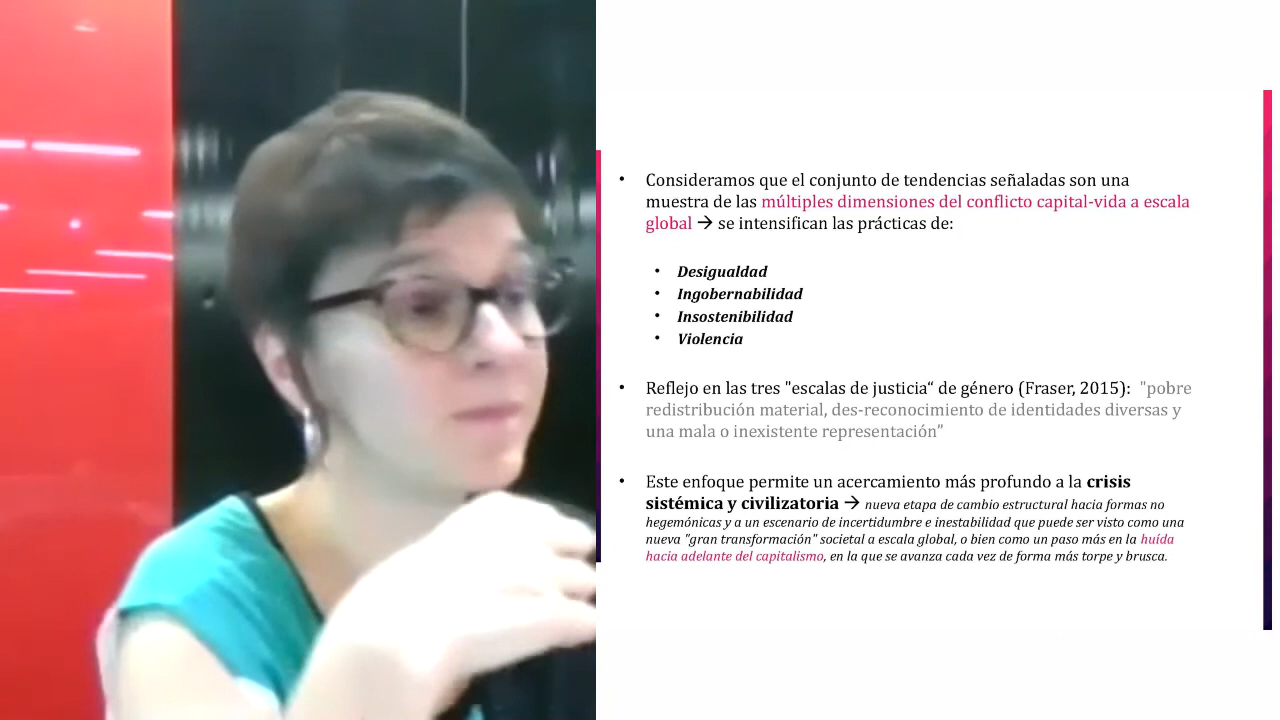 • Consideramos que el conjunto de tendencias señaladas son una
muestra de las múltiples dimensiones del conflicto capital-vida a escala
global → se intensifican las prácticas de:
• Desigualdad
• Ingobernabilidad
• Insostenibilidad
• Violencia
• Reflejo en las tres "escalas de justicia“ de género (Fraser, 2015): "pobre
redistribución material, des-reconocimiento de identidades diversas y
una mala o inexistente representación”
• Este enfoque permite un acercamiento más profundo a la crisis
sistémica y civilizatoria → nueva etapa de cambio estructural hacia formas no
hegemónicas y a un escenario de incertidumbre e inestabilidad que puede ser visto como una
nueva "gran transformación" societal a escala global, o bien como un paso más en la huída
hacia adelante del capitalismo, en la que se avanza cada vez de forma más torpe y brusca.